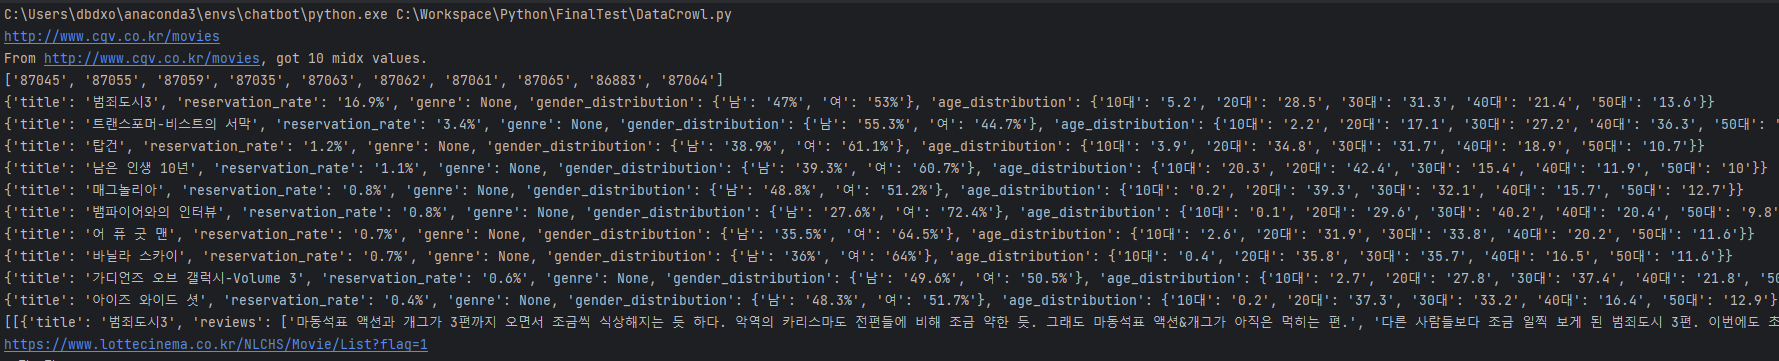 C:\Users\dbdxo\anaconda3\envs\chatbot\python.exe C:\Workspace\Python\FinalTest\DataCrowl.py
http://www.cgv.co.kr/movies
From http://www.cgv.co.kr/movies, got 10 midx values.
['87045', '87055', '87059', '87035', '87063', '87062', '87061', '87065', '86883', '87064']
{'title': '범죄도시3', 'reservation_rate': '16.9%', 'genre': None, 'gender_distribution': {'남': '47%', '여': '53%'}, 'age_distribution': {'10대': '5.2', '20대': '28.5', '30대': '31.3', '40대': '21.4', '50대': '13.6'}}
{'title': '트랜스포머-비스트의 서막', 'reservation_rate': '3.4%', 'genre': None, 'gender_distribution': {'남': '55.3%', '여': '44.7%'}, 'age_distribution': {'10대': '2.2', '20대': '17.1', '30대': '27.2', '40대': '36.3', '50대': '
{'title': '탑건', 'reservation_rate': '1.2%', 'genre': None, 'gender_distribution': {'남': '38.9%', '여': '61.1%'}, 'age_distribution': {'10대': '3.9', '20대': '34.8', '30대': '31.7', '40대': '18.9', '50대': '10.7'}}
{'title': '남은 인생 10년', 'reservation_rate': '1.1%', 'genre': None, 'gender_distribution': {'남': '39.3%', '여': '60.7%'}, 'age_distribution': {'10대': '20.3', '20대': '42.4', '30대': '15.4', '40대': '11.9', '50대': '10'}}
{'title': '매그놀리아', 'reservation_rate': '0.8%', 'genre': None, 'gender_distribution': {'남': '48.8%', '여': '51.2%'}, 'age_distribution': {'10대': '0.2', '20대': '39.3', '30대': '32.1', '40대': '15.7', '50대': '12.7'}}
{'title': '뱀파이어와의 인터뷰', 'reservation_rate': '0.8%', 'genre': None, 'gender_distribution': {'남': '27.6%', '여': '72.4%'}, 'age_distribution': {'10대': '0.1', '20대': '29.6', '30대': '40.2', '40대': '20.4', '50대': '9.8'
{'title': '어 퓨 굿 맨', 'reservation_rate': '0.7%', 'genre': None, 'gender_distribution': {'남': '35.5%', '여': '64.5%'}, 'age_distribution': {'10대': '2.6', '20대': '31.9', '30대': '33.8', '40대': '20.2', '50대': '11.6'}}
{'title': '바닐라 스카이', 'reservation_rate': '0.7%', 'genre': None, 'gender_distribution': {'남': '36%', '여': '64%'}, 'age_distribution': {'10대': '0.4', '20대': '35.8', '30대': '35.7', '40대': '16.5', '50대': '11.6'}}
{'title': '가디언즈 오브 갤럭시-Volume 3', 'reservation_rate': '0.6%', 'genre': None, 'gender_distribution': {'남': '49.6%', '여': '50.5%'}, 'age_distribution': {'10대': '2.7', '20대': '27.8', '30대': '37.4', '40대': '21.8', '50
{'title': '아이즈 와이드 셧', 'reservation_rate': '0.4%', 'genre': None, 'gender_distribution': {'남': '48.3%', '여': '51.7%'}, 'age_distribution': {'10대': '0.2', '20대': '37.3', '30대': '33.2', '40대': '16.4', '50대': '12.9'}
[[{'title': '범죄도시3', 'reviews': ['마동석표 액션과 개그가 3편까지 오면서 조금씩 식상해지는 듯 하다. 악역의 카리스마도 전편들에 비해 조금 약한 듯. 그래도 마동석표 액션&개그가 아직은 먹히는 편.', '다른 사람들보다 조금 일찍 보게 된 범죄도시 3편. 이번에도 초
https://www.lottecinema.co.kr/NLCHS/Movie/List?flag=1